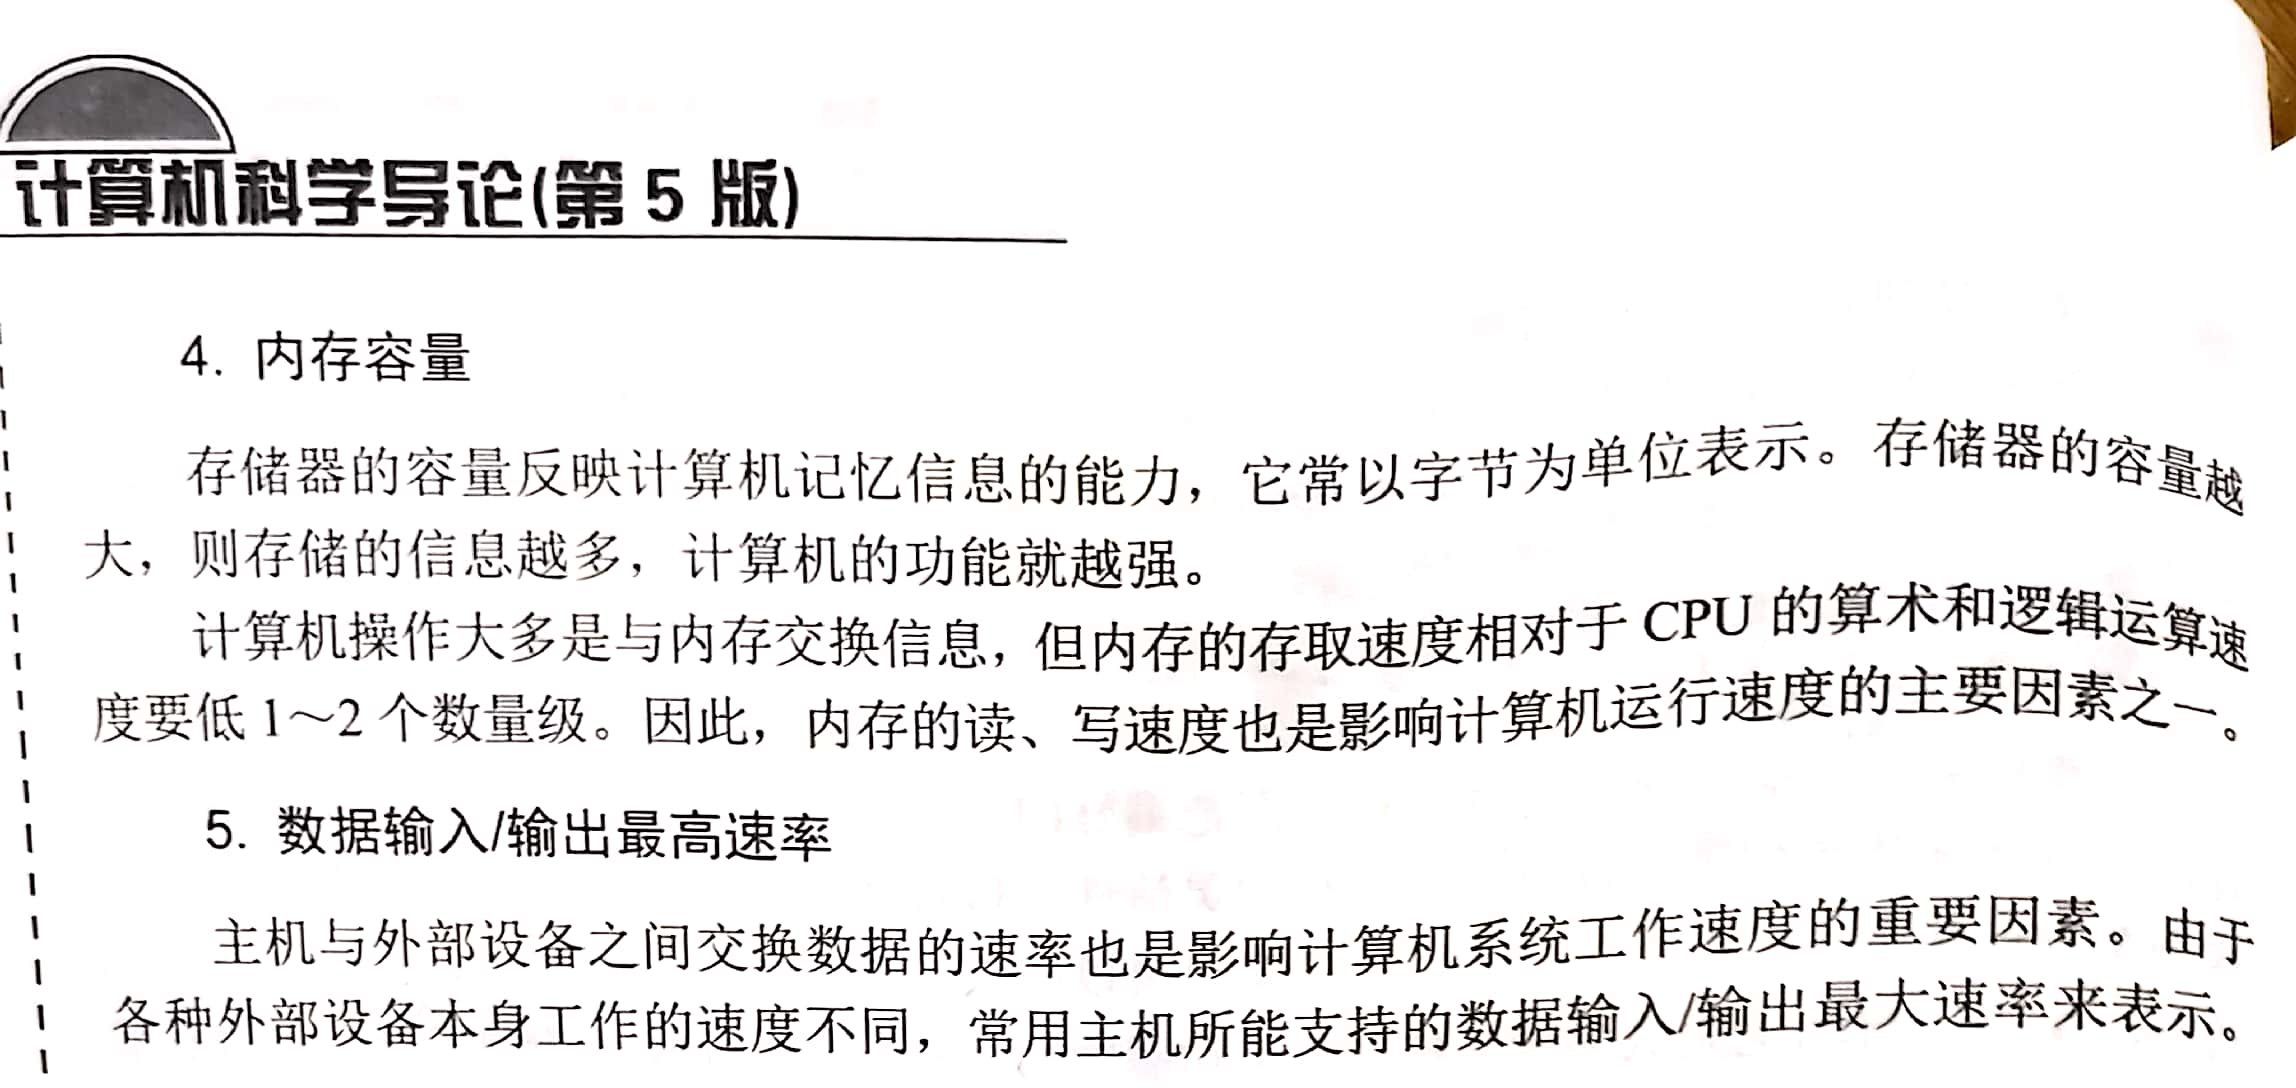 计算机科学导论(第 5 版)
4. 内存容量
存储器的容量反映计算机记忆信息的能力，它常以字节为单位表示。存储器的容量越
大，则存储的信息越多，计算机的功能就越强。
计算机操作大多是与内存交换信息，但内存的存取速度相对于 CPU 的算术和逻辑运算速
度要低 1～2 个数量级。因此，内存的读、写速度也是影响计算机运行速度的主要因素之一。
5. 数据输入/输出最高速率
主机与外部设备之间交换数据的速率也是影响计算机系统工作速度的重要因素。由于
各种外部设备本身工作的速度不同，常用主机所能支持的数据输入/输出最大速率来表示。